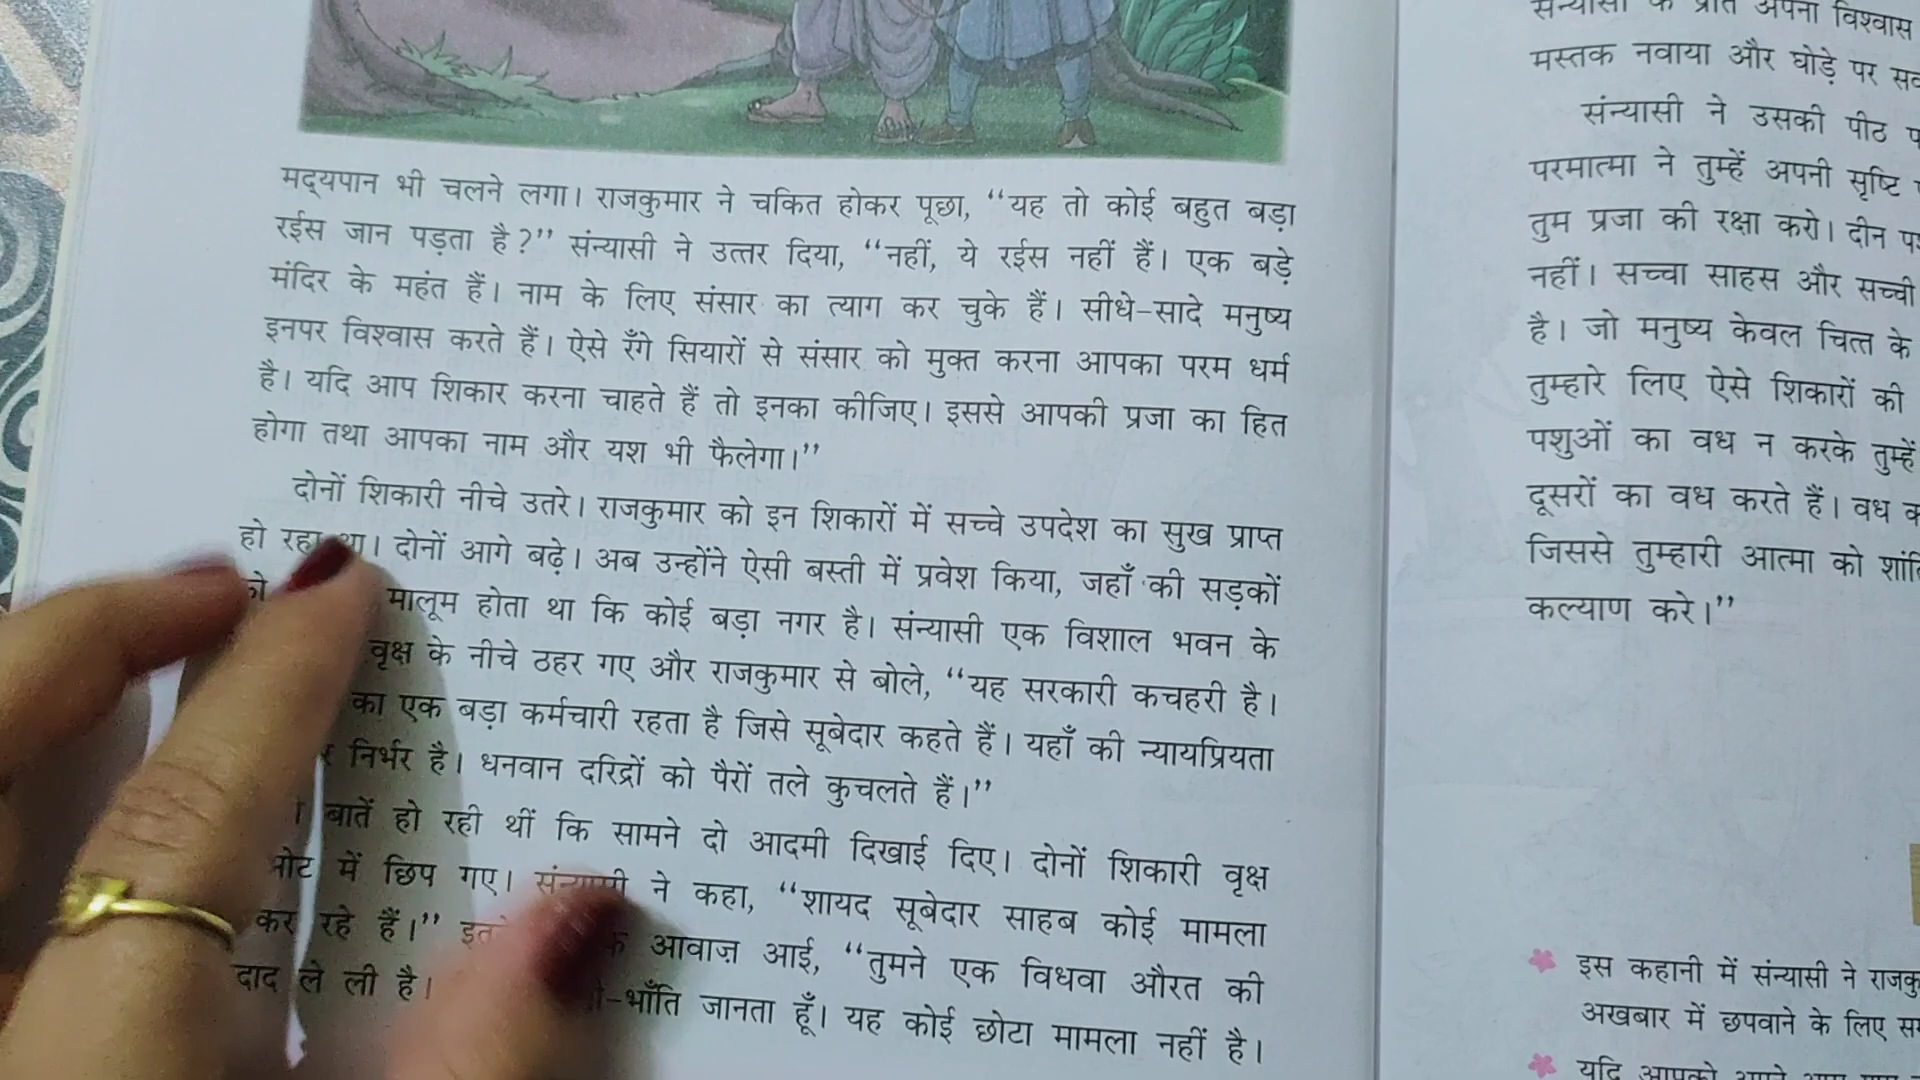 मद्यपान भी चलने लगा। राजकुमार ने चकित होकर पूछा, “यह तो कोई बहुत बड़ा
रईस जान पड़ता है?” संन्यासी ने उत्तर दिया, “नहीं, ये रईस नहीं हैं। एक बड़े
मंदिर के महंत हैं। नाम के लिए संसार का त्याग कर चुके हैं। सीधे-सादे मनुष्य
इनपर विश्वास करते हैं। ऐसे रँगे सियारों से संसार को मुक्त करना आपका परम धर्म
है। यदि आप शिकार करना चाहते हैं तो इनका कीजिए। इससे आपकी प्रजा का हित
होगा तथा आपका नाम और यश भी फैलेगा।”
दोनों शिकारी नीचे उतरे। राजकुमार को इन शिकारों में सच्चे उपदेश का सुख प्राप्त
हो रहा था। दोनों आगे बढ़े। अब उन्होंने ऐसी बस्ती में प्रवेश किया, जहाँ की सड़कों
मालूम होता था कि कोई बड़ा नगर है। संन्यासी एक विशाल भवन के
वृक्ष के नीचे ठहर गए और राजकुमार से बोले, “यह सरकारी कचहरी है।
का एक बड़ा कर्मचारी रहता है जिसे सूबेदार कहते हैं। यहाँ की न्यायप्रियता
निर्भर है। धनवान दरिद्रों को पैरों तले कुचलते हैं।”
बातें हो रही थीं कि सामने दो आदमी दिखाई दिए। दोनों शिकारी वृक्ष
में छिप गए। संन्यासी ने कहा, “शायद सूबेदार साहब कोई मामला
कर रहे हैं।” आवाज़ आई, “तुमने एक विधवा औरत की
दाद ले ली है। -भाँति जानता हूँ। यह कोई छोटा मामला नहीं है।
संन्यासी के प्रति अपना विश्वास
मस्तक नवाया और घोड़े पर
संन्यासी ने उसकी पीठ
परमात्मा ने तुम्हें अपनी सृष्टि
तुम प्रजा की रक्षा करो। दीन
नहीं। सच्चा साहस और सच्ची
है। जो मनुष्य केवल चित्त के
तुम्हारे लिए ऐसे शिकारों की
पशुओं का वध न करके तुम्हें
दूसरों का वध करते हैं। वध
जिससे तुम्हारी आत्मा को
कल्याण करे।”
इस कहानी में संन्यासी ने
अखबार में छपवाने के लिए
यदि आपको